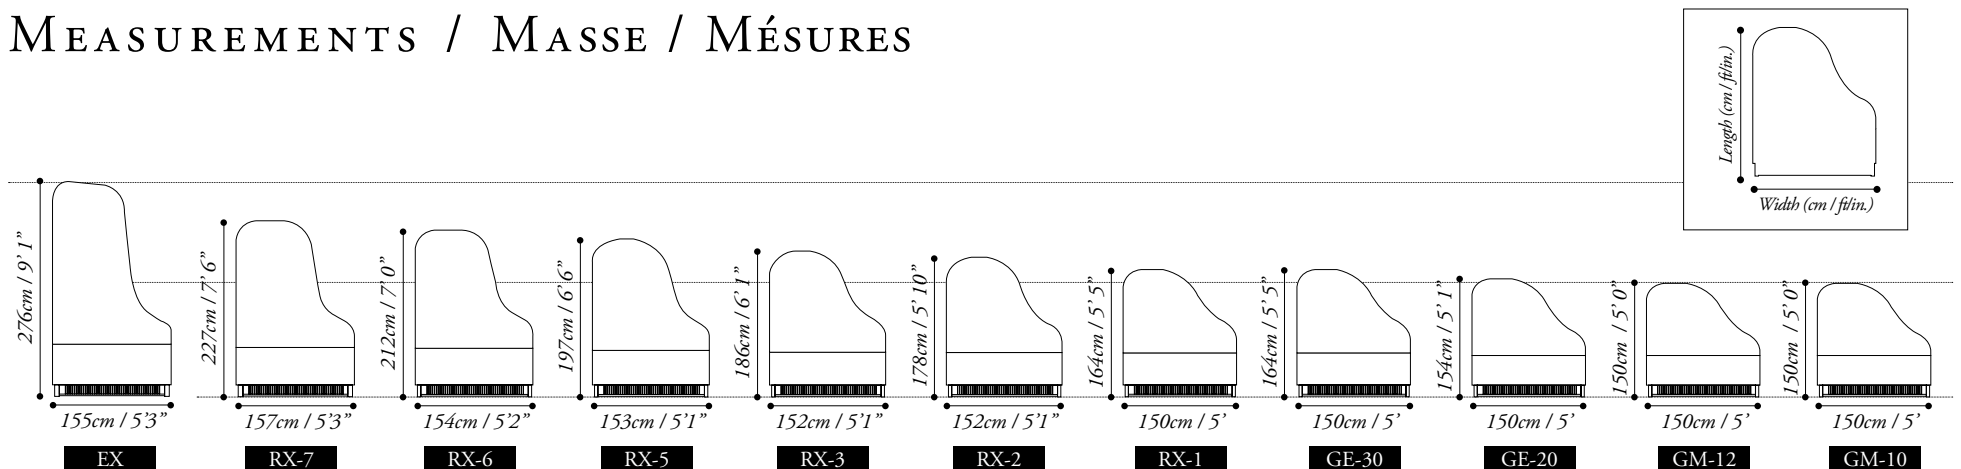 MEASUREMENTS / MASSE / MÉSURES
Length (cm / ft/in.)
Width (cm / ft/in.)
276cm / 9' 1”
155cm / 5'3”
EX
227cm / 7' 6”
157cm / 5'3”
RX-7
212cm / 7' 0”
154cm / 5'2”
RX-6
197cm / 6' 6”
153cm / 5'1”
RX-5
186cm / 6' 1”
152cm / 5'1”
RX-3
178cm / 5' 10”
152cm / 5'1”
RX-2
164cm / 5' 5”
150cm / 5'
RX-1
164cm / 5' 5”
150cm / 5'
GE-30
154cm / 5' 1”
150cm / 5'
GE-20
150cm / 5' 0”
150cm / 5'
GM-12
150cm / 5' 0”
150cm / 5'
GM-10